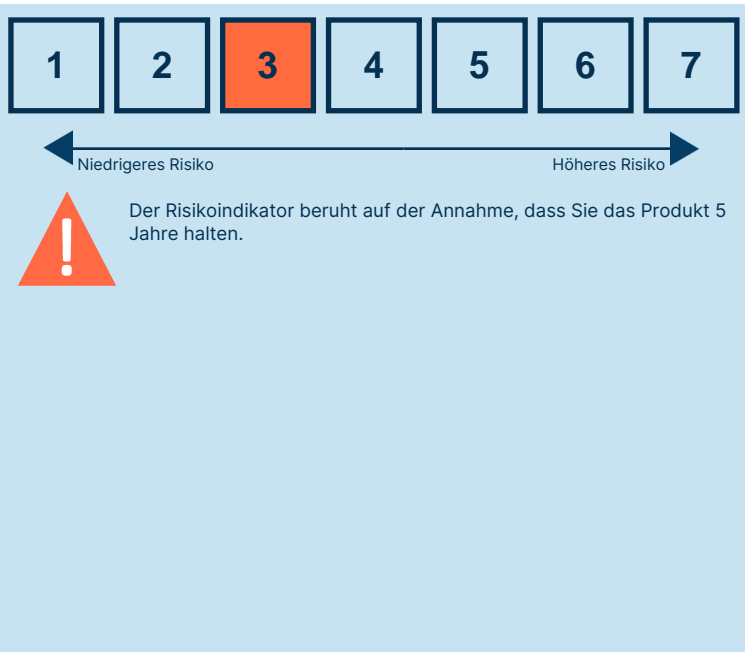 1 2 3 4 5 6 7
Niedrigeres Risiko Höheres Risiko
Der Risikoindikator beruht auf der Annahme, dass Sie das Produkt 5
Jahre halten.
!